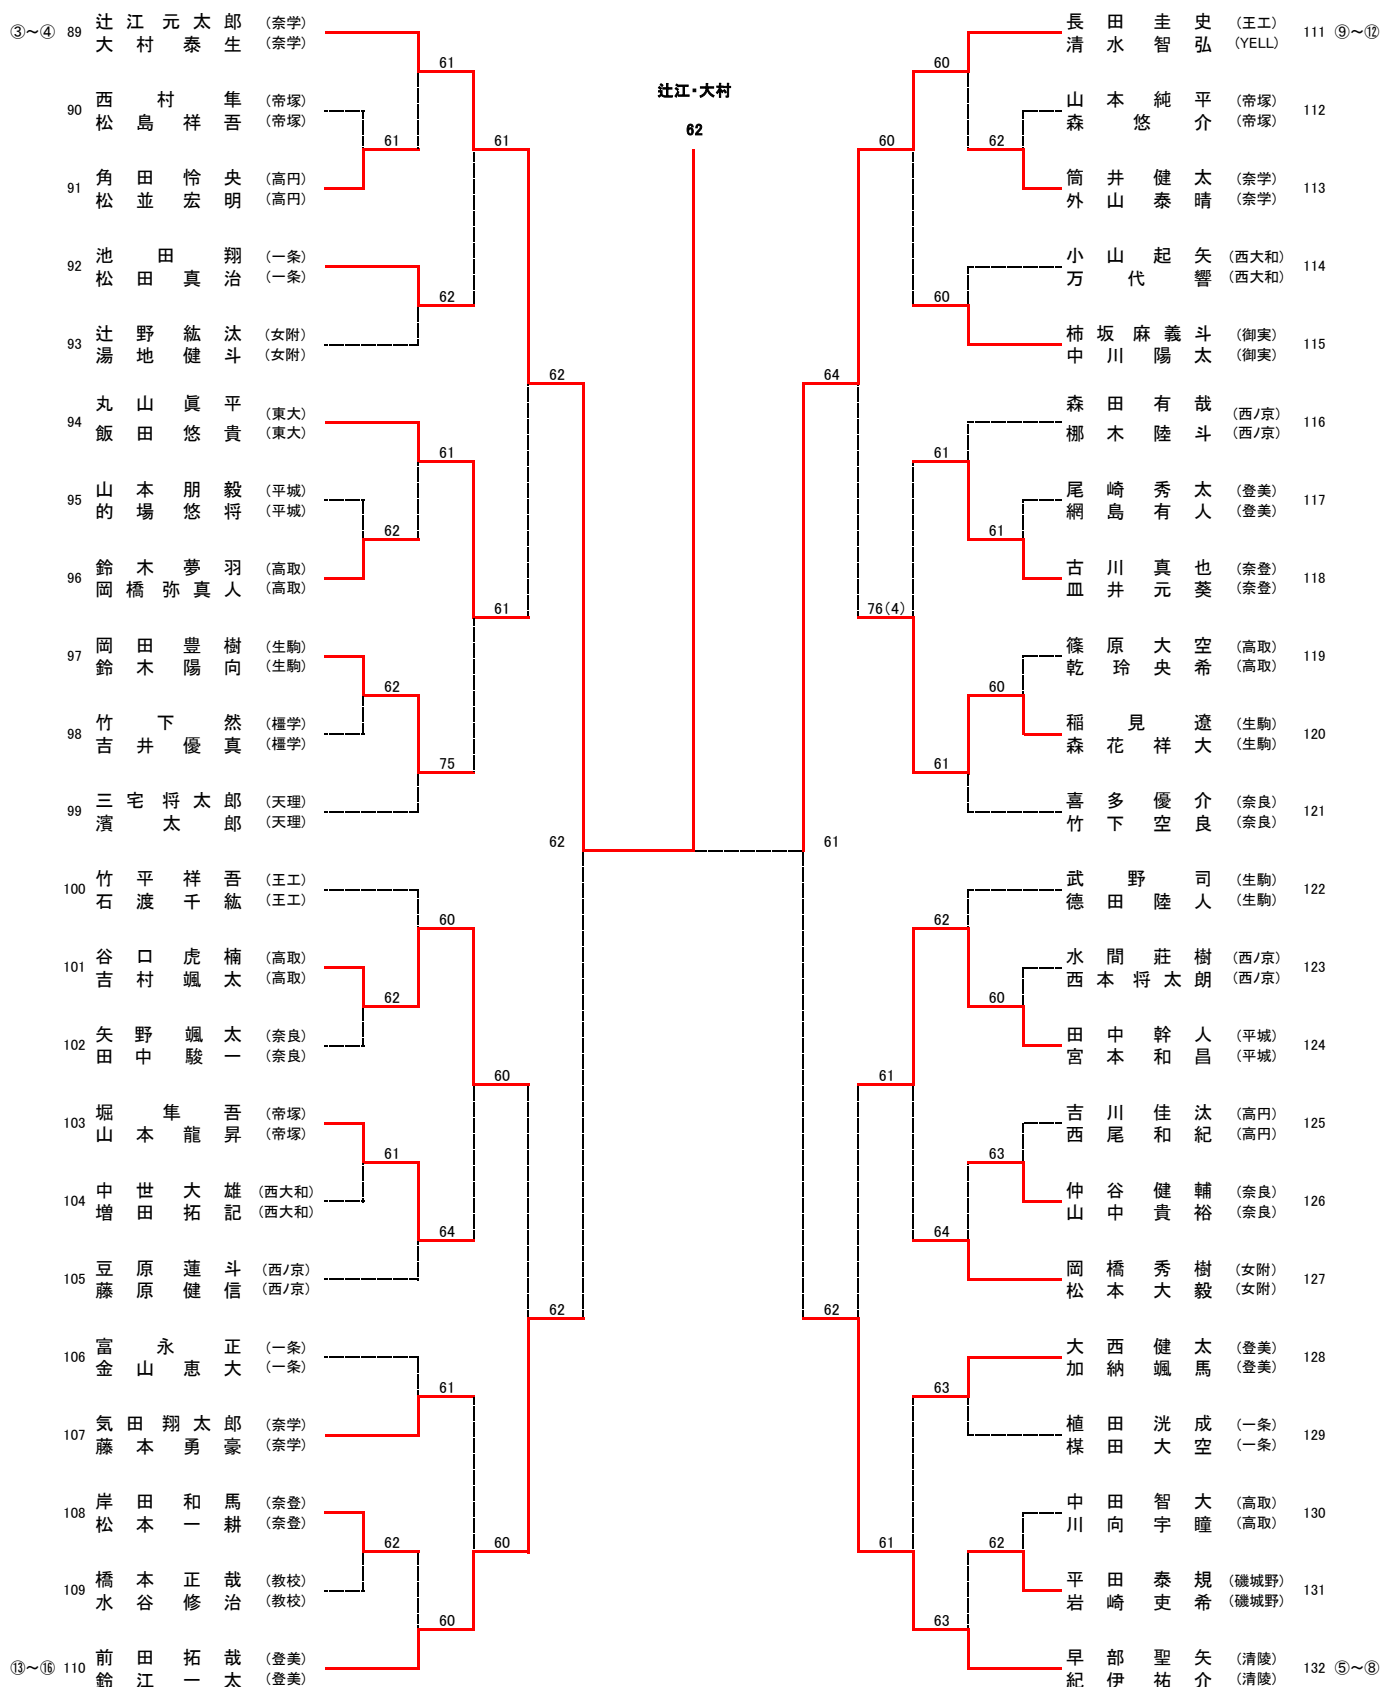 ③～④ 89 辻江元太郎 (奈学)
大村泰生 (奈学)
61
90 西村隼 (帝塚)
松島祥吾 (帝塚)
61
61
91 角田怜央 (高円)
松並宏明 (高円)
92 池田翔 (一条)
松田真治 (一条)
62
93 辻野紘汰 (女附)
湯地健斗 (女附)
62
94 丸山眞平 (東大)
飯田悠貴 (東大)
61
95 山本朋毅 (平城)
的場悠将 (平城)
62
96 鈴木夢羽 (高取)
岡橋弥真人 (高取)
61
97 岡田豊樹 (生駒)
鈴木陽向 (生駒)
62
98 竹下然 (橿学)
吉井優真 (橿学)
75
99 三宅将太郎 (天理)
濱太郎 (天理)
62
100 竹平祥吾 (王工)
石渡千紘 (王工)
60
101 谷口虎楠 (高取)
吉村颯太 (高取)
62
102 矢野颯太 (奈良)
田中駿一 (奈良)
60
103 堀隼吾 (帝塚)
山本龍昇 (帝塚)
61
104 中世大雄 (西大和)
増田拓記 (西大和)
64
105 豆原蓮斗 (西ノ京)
藤原健信 (西ノ京)
62
106 富永正 (一条)
金山恵大 (一条)
61
107 気田翔太郎 (奈学)
藤本勇豪 (奈学)
108 岸田和馬 (奈登)
松本一耕 (奈登)
62
60
109 橋本正哉 (教校)
水谷修治 (教校)
60
⑬～⑯ 110 前田拓哉 (登美)
鈴江一太 (登美)
辻江・大村
62
長田圭史 (王工) 111 ⑨～⑫
清水智弘 (YELL)
60
山本純平 (帝塚) 112
森悠介 (帝塚)
60
62
筒井健太 (奈学) 113
外山泰晴 (奈学)
小山起矢 (西大和) 114
万代響 (西大和)
60
柿坂麻義斗 (御実) 115
中川陽太 (御実)
64
森田有哉 (西ノ京) 116
梛木陸斗 (西ノ京)
61
尾崎秀太 (登美) 117
網島有人 (登美)
61
古川真也 (奈登) 118
皿井元葵 (奈登)
76(4)
篠原大空 (高取) 119
乾玲央希 (高取)
60
稲見遼 (生駒) 120
森花祥大 (生駒)
61
喜多優介 (奈良) 121
竹下空良 (奈良)
61
武野司 (生駒) 122
德田陸人 (生駒)
62
水間莊樹 (西ノ京) 123
西本将太朗 (西ノ京)
60
田中幹人 (平城) 124
宮本和昌 (平城)
61
吉川佳汰 (高円) 125
西尾和紀 (高円)
63
仲谷健輔 (奈良) 126
山中貴裕 (奈良)
64
岡橋秀樹 (女附) 127
松本大毅 (女附)
62
大西健太 (登美) 128
加納颯馬 (登美)
63
植田洸成 (一条) 129
楳田大空 (一条)
中田智大 (高取) 130
川向宇瞳 (高取)
61
62
平田泰規 (磯城野) 131
岩崎吏希 (磯城野)
63
早部聖矢 (清陵) 132 ⑤～⑧
紀伊祐介 (清陵)